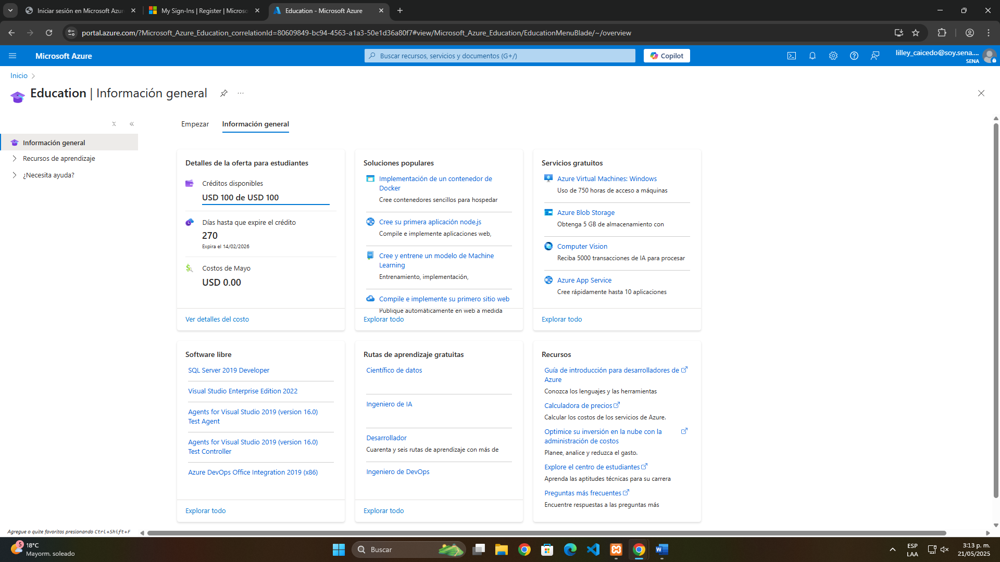 Iniciar sesión en Microsoft Azur
My Sign-Ins | Register | Microso
Education - Microsoft Azure
portal.azure.com/?Microsoft_Azure_Education_correlationId=80609849-bc94-4563-a1a3-50e1d36a80f7#view/Microsoft_Azure_Education/EducationMenuBlade/~/overview
Microsoft Azure
Buscar recursos, servicios y documentos (G+/)
Copilot
lilley_caicedo@soy.sena....
SENA
Inicio
Education | Información general
Información general
Recursos de aprendizaje
¿Necesita ayuda?
Empezar
Información general
Detalles de la oferta para estudiantes
Créditos disponibles
USD 100 de USD 100
Días hasta que expire el crédito
270
Expira el 14/02/2026
Costos de Mayo
USD 0.00
Ver detalles del costo
Soluciones populares
Implementación de un contenedor de
Docker
Cree contenedores sencillos para hospedar
Cree su primera aplicación node.js
Compile e implemente aplicaciones web,
Cree y entrene un modelo de Machine
Learning
Entrenamiento, implementación,
Compile e implemente su primero sitio web
Publique automáticamente en web a medida
Explorar todo
Servicios gratuitos
Azure Virtual Machines: Windows
Uso de 750 horas de acceso a máquinas
Azure Blob Storage
Obtenga 5 GB de almacenamiento con
Computer Vision
Reciba 5000 transacciones de IA para procesar
Azure App Service
Cree rápidamente hasta 10 aplicaciones
Explorar todo
Software libre
SQL Server 2019 Developer
Visual Studio Enterprise Edition 2022
Agents for Visual Studio 2019 (version 16.0)
Test Agent
Agents for Visual Studio 2019 (version 16.0)
Test Controller
Azure DevOps Office Integration 2019 (x86)
Explorar todo
Rutas de aprendizaje gratuitas
Científico de datos
Ingeniero de IA
Desarrollador
Cuarenta y seis rutas de aprendizaje con más de
Ingeniero de DevOps
Explorar todo
Recursos
Guía de introducción para desarrolladores de
Azure
Conozca los lenguajes y las herramientas
Calculadora de precios
Calcular los costos de los servicios de Azure.
Optimice su inversión en la nube con la
administración de costos
Planee, analice y reduzca el gasto.
Explore el centro de estudiantes
Aprenda las aptitudes técnicas para su carrera
Preguntas más frecuentes
Encuentre respuestas a las preguntas más
Agregue o quite favoritos presionando Ctrl+Shift+F
5
18°C
Mayorm. soleado
Buscar
ESP
LAA
3:13 p. m.
21/05/2025